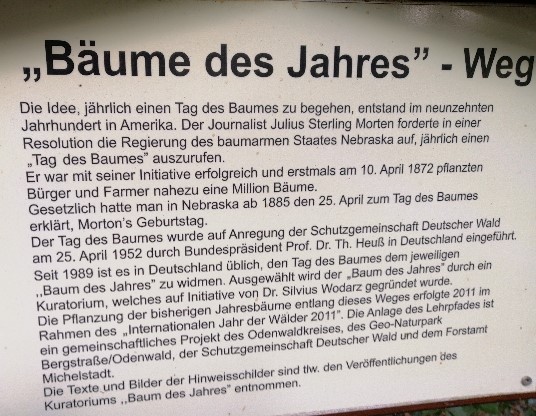 „Bäume des Jahres” - Weg
Die Idee, jährlich einen Tag des Baumes zu begehen, entstand im neunzehnten
Jahrhundert in Amerika. Der Journalist Julius Sterling Morten forderte in einer
Resolution die Regierung des baumarmen Staates Nebraska auf, jährlich einen
„Tag des Baumes” auszurufen.
Er war mit seiner Initiative erfolgreich und erstmals am 10. April 1872 pflanzten
Bürger und Farmer nahezu eine Million Bäume.
Gesetzlich hatte man in Nebraska ab 1885 den 25. April zum Tag des Baumes
erklärt, Morton’s Geburtstag.
Der Tag des Baumes wurde auf Anregung der Schutzgemeinschaft Deutscher Wald
am 25. April 1952 durch Bundespräsident Prof. Dr. Th. Heuß in Deutschland eingeführt.
Seit 1989 ist es in Deutschland üblich, den Tag des Baumes dem jeweiligen
,,Baum des Jahres” zu widmen. Ausgewählt wird der „Baum des Jahres” durch ein
Kuratorium, welches auf Initiative von Dr. Silvius Wodarz gegründet wurde.
Die Pflanzung der bisherigen Jahresbäume entlang dieses Weges erfolgte 2011 im
Rahmen des „Internationalen Jahr der Wälder 2011”. Die Anlage des Lehrpfades ist
ein gemeinschaftliches Projekt des Odenwaldkreises, des Geo-Naturpark
Bergstraße/Odenwald, der Schutzgemeinschaft Deutscher Wald und dem Forstamt
Michelstadt.
Die Texte und Bilder der Hinweisschilder sind tlw. den Veröffentlichungen des
Kuratoriums ,,Baum des Jahres” entnommen.